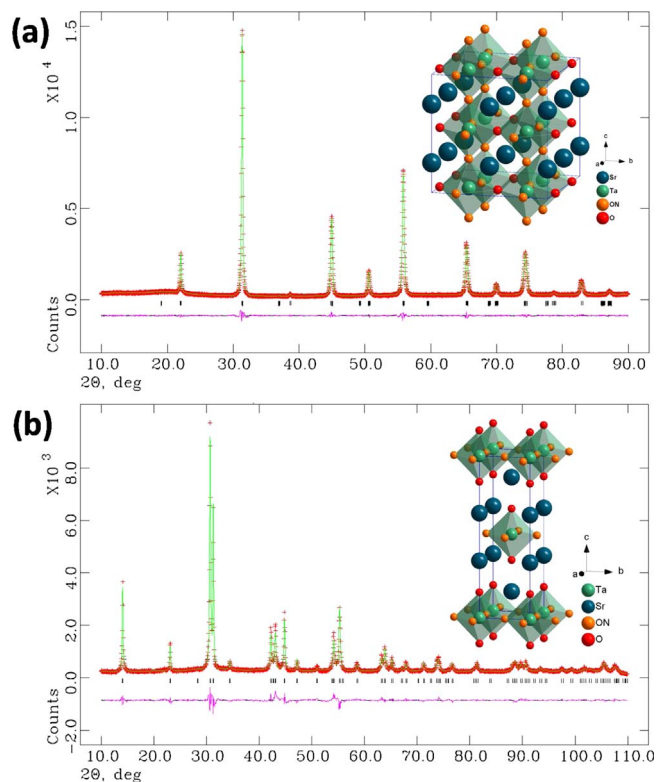 (a)
X10 4
1.5
1.0
0.5
0.0
Counts
10.0 20.0 30.0 40.0 50.0 60.0 70.0 80.0 90.0
2Θ, deg
c
a b
Sr
Ta
ON
O
(b)
X10 3
8.0
6.0
4.0
2.0
0.0
-2.0
Counts
10.0 20.0 30.0 40.0 50.0 60.0 70.0 80.0 90.0 100.0 110.0
2Θ, deg
c
a b
Ta
Sr
ON
O